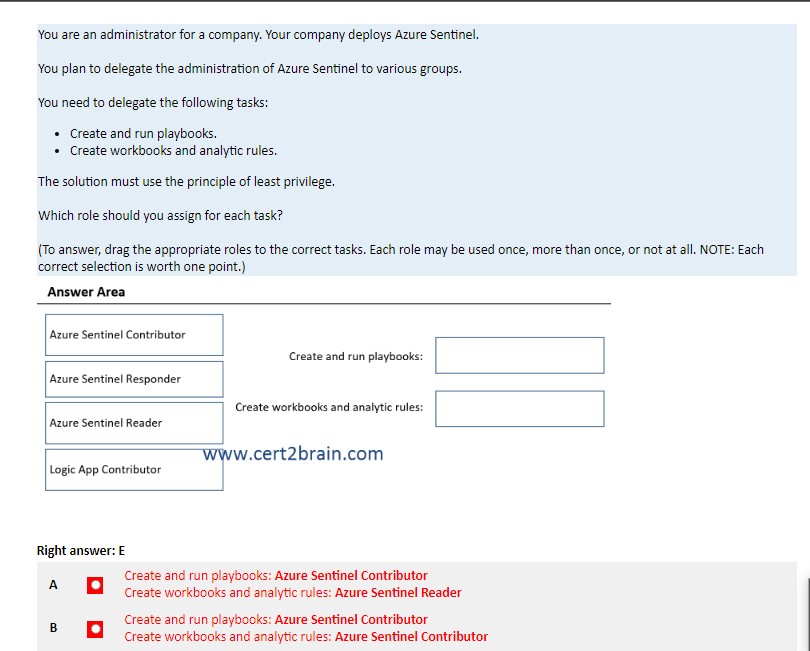 You are an administrator for a company. Your company deploys Azure Sentinel.
You plan to delegate the administration of Azure Sentinel to various groups.
You need to delegate the following tasks:
• Create and run playbooks.
• Create workbooks and analytic rules.
The solution must use the principle of least privilege.
Which role should you assign for each task?
(To answer, drag the appropriate roles to the correct tasks. Each role may be used once, more than once, or not at all. NOTE: Each
correct selection is worth one point.)
Answer Area
Azure Sentinel Contributor
Azure Sentinel Responder
Azure Sentinel Reader
Logic App Contributor
Create and run playbooks:
Create workbooks and analytic rules:
www.cert2brain.com
Right answer: E
A
Create and run playbooks: Azure Sentinel Contributor
Create workbooks and analytic rules: Azure Sentinel Reader
B
Create and run playbooks: Azure Sentinel Contributor
Create workbooks and analytic rules: Azure Sentinel Contributor